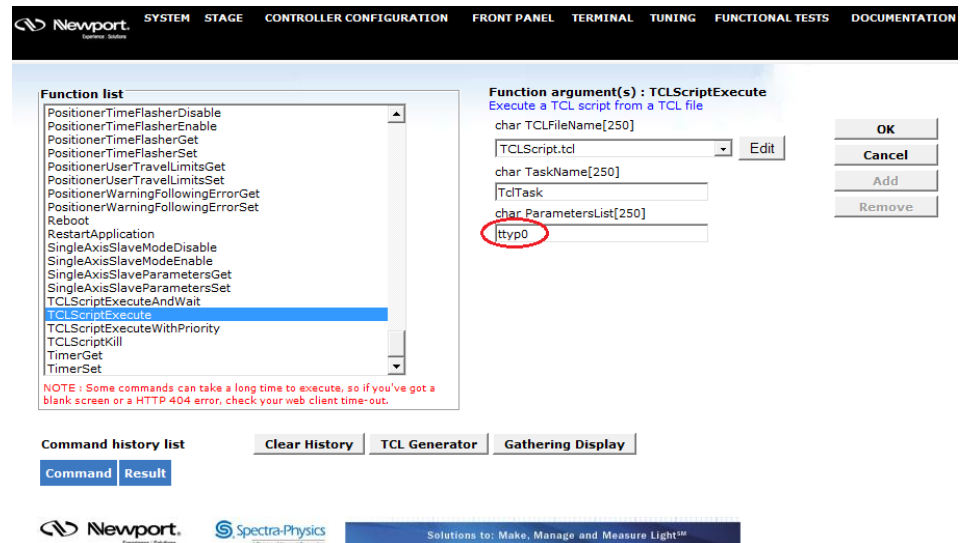 Newport.
Experience | Solutions
SYSTEM STAGE CONTROLLER CONFIGURATION FRONT PANEL TERMINAL TUNING FUNCTIONAL TESTS DOCUMENTATION
Function list
PositionerTimeFlasherDisable
PositionerTimeFlasherEnable
PositionerTimeFlasherGet
PositionerTimeFlasherSet
PositionerUserTravelLimitsGet
PositionerUserTravelLimitsSet
PositionerWarningFollowingErrorGet
PositionerWarningFollowingErrorSet
Reboot
RestartApplication
SingleAxisSlaveModeDisable
SingleAxisSlaveModeEnable
SingleAxisSlaveParametersGet
SingleAxisSlaveParametersSet
TCLScriptExecuteAndWait
TCLScriptExecute
TCLScriptExecuteWithPriority
TCLScriptKill
TimerGet
TimerSet
NOTE : Some commands can take a long time to execute, so if you've got a
blank screen or a HTTP 404 error, check your web client time-out.
Function argument(s) : TCLScriptExecute
Execute a TCL script from a TCL file
char TCLFileName[250]
TCLScript.tcl Edit
char TaskName[250]
TclTask
char ParametersList[250]
ttyp0
OK
Cancel
Add
Remove
Command history list Clear History TCL Generator Gathering Display
Command Result
Newport. Spectra-Physics Solutions to: Make, Manage and Measure Light℠